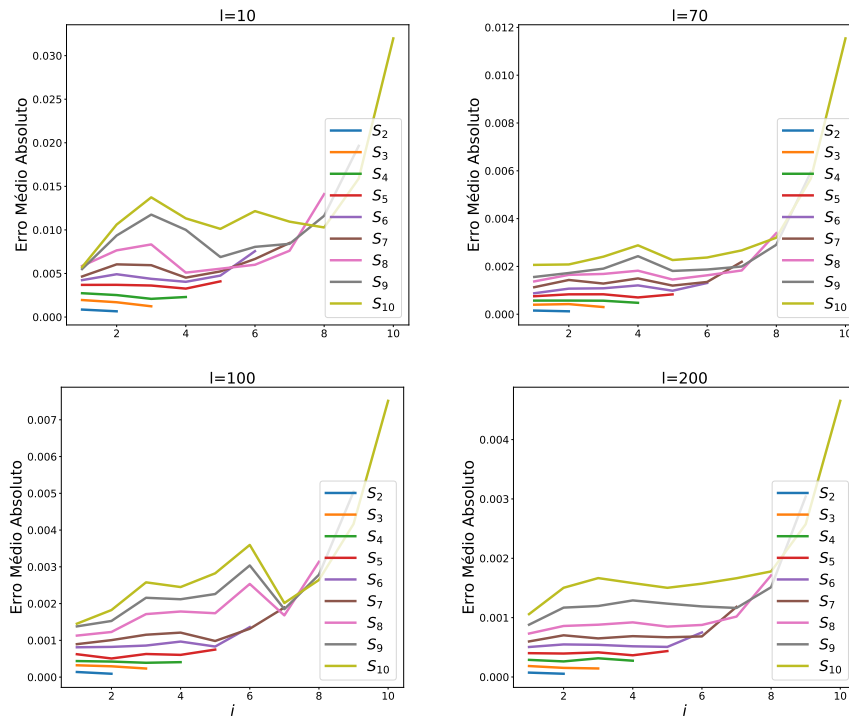 l=10
Erro Médio Absoluto
0.030
0.025
0.020
0.015
0.010
0.005
0.000
2 4 6 8 10
S2
S3
S4
S5
S6
S7
S8
S9
S10
l=70
Erro Médio Absoluto
0.012
0.010
0.008
0.006
0.004
0.002
0.000
2 4 6 8 10
S2
S3
S4
S5
S6
S7
S8
S9
S10
l=100
Erro Médio Absoluto
0.007
0.006
0.005
0.004
0.003
0.002
0.001
0.000
2 4 6 8 10
i
S2
S3
S4
S5
S6
S7
S8
S9
S10
l=200
Erro Médio Absoluto
0.004
0.003
0.002
0.001
0.000
2 4 6 8 10
i
S2
S3
S4
S5
S6
S7
S8
S9
S10